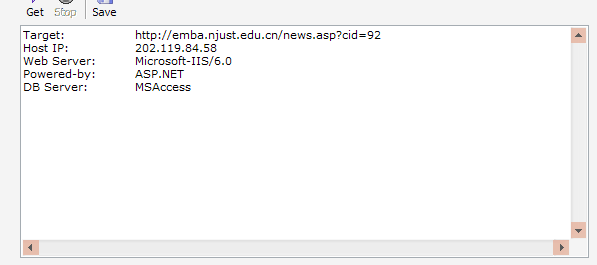 Get Stop Save
Target: http://emba.njust.edu.cn/news.asp?cid=92
Host IP: 202.119.84.58
Web Server: Microsoft-IIS/6.0
Powered-by: ASP.NET
DB Server: MSAccess